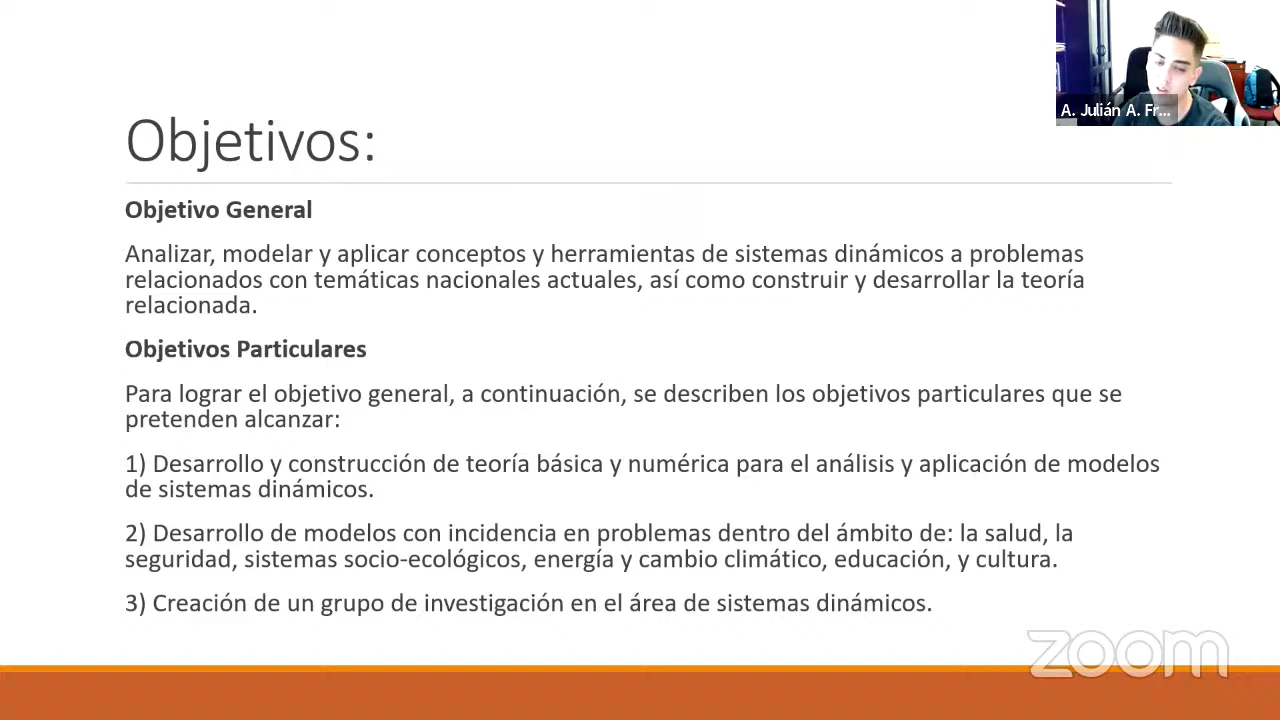 A. Julián A. Fr...
Objetivos:
Objetivo General
Analizar, modelar y aplicar conceptos y herramientas de sistemas dinámicos a problemas
relacionados con temáticas nacionales actuales, así como construir y desarrollar la teoría
relacionada.
Objetivos Particulares
Para lograr el objetivo general, a continuación, se describen los objetivos particulares que se
pretenden alcanzar:
1) Desarrollo y construcción de teoría básica y numérica para el análisis y aplicación de modelos
de sistemas dinámicos.
2) Desarrollo de modelos con incidencia en problemas dentro del ámbito de: la salud, la
seguridad, sistemas socio-ecológicos, energía y cambio climático, educación, y cultura.
3) Creación de un grupo de investigación en el área de sistemas dinámicos.
zoom